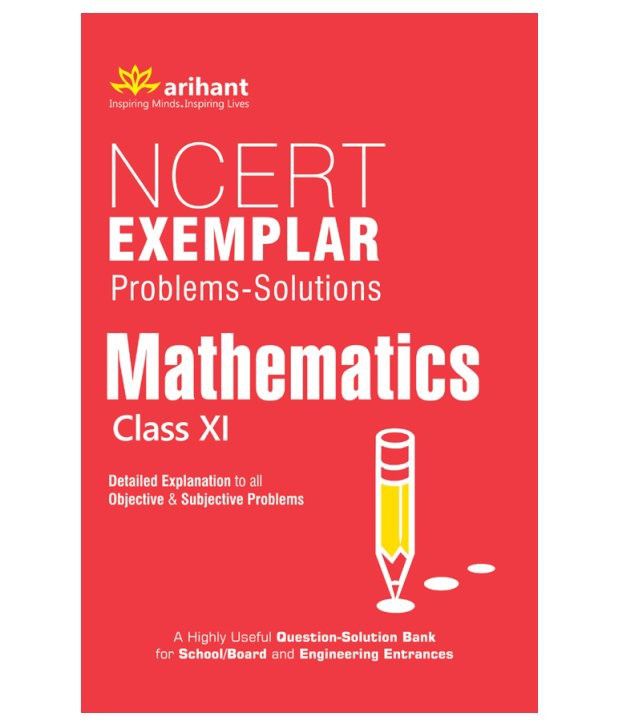 arihant
Inspiring Minds.Inspiring Lives
NCERT
EXEMPLAR
Problems-Solutions
Mathematics
Class XI
Detailed Explanation to all
Objective & Subjective Problems
A Highly Useful Question-Solution Bank
for School/Board and Engineering Entrances